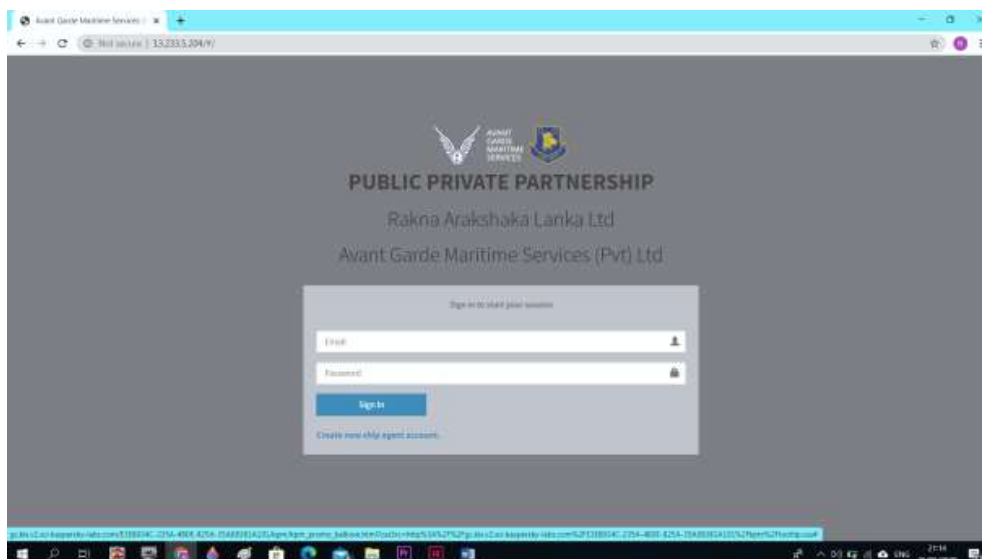 Avant Garde Maritime Services
Not secure | 13.233.5.204/#/
AVANT
GARDE
MARITIME
SERVICES
PUBLIC PRIVATE PARTNERSHIP
Rakna Arakshaka Lanka Ltd
Avant Garde Maritime Services (Pvt) Ltd
Sign in to start your session
Email
Password
Sign In
Create new ship agent account.
ENG
21:14